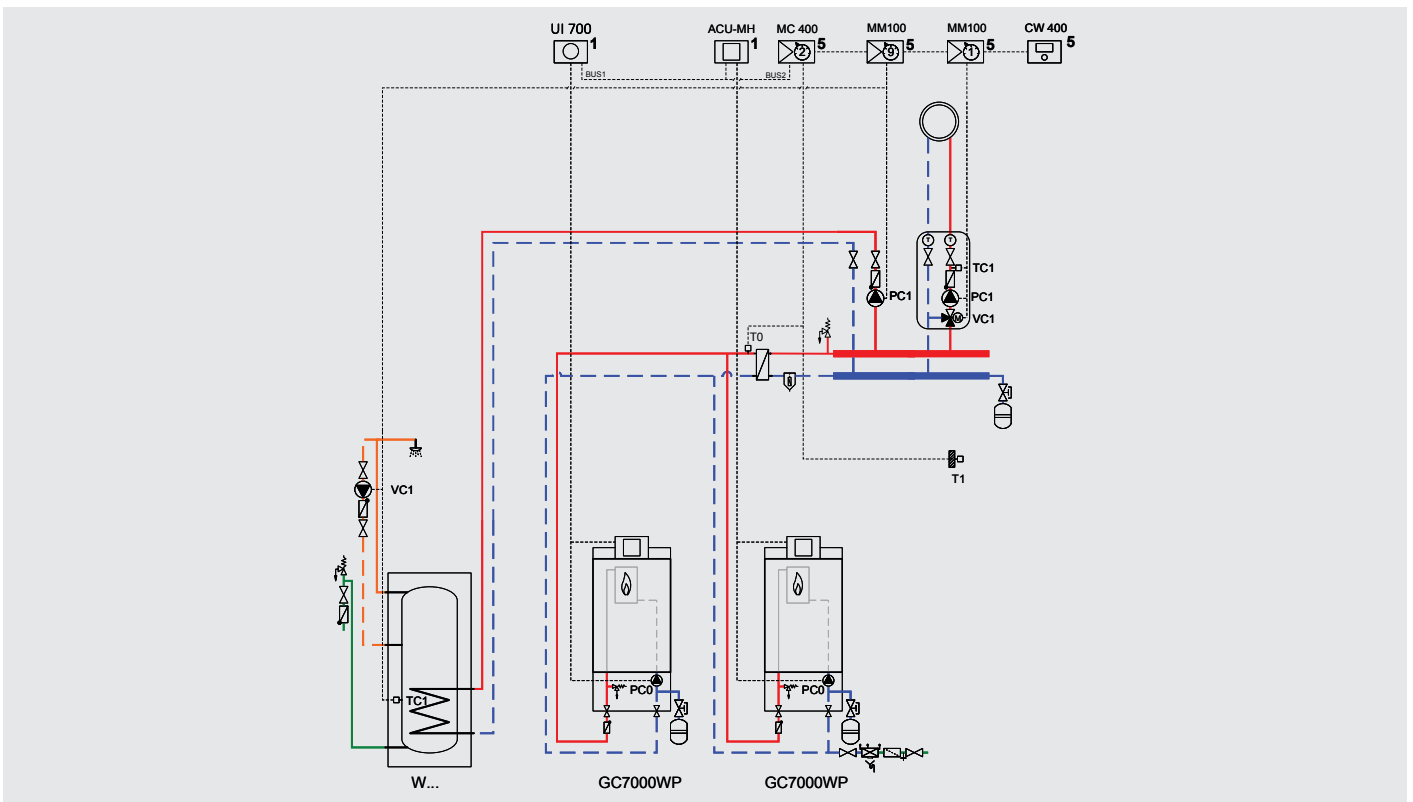 UI 700
1
ACU-MH
1
MC 400
5
2
MM100
5
9
MM100
5
1
CW 400
5
BUS1
BUS2
T
T
TC1
PC1
PC1
M
VC1
T0
T1
VC1
TC1
PC0
PC0
W...
GC7000WP
GC7000WP